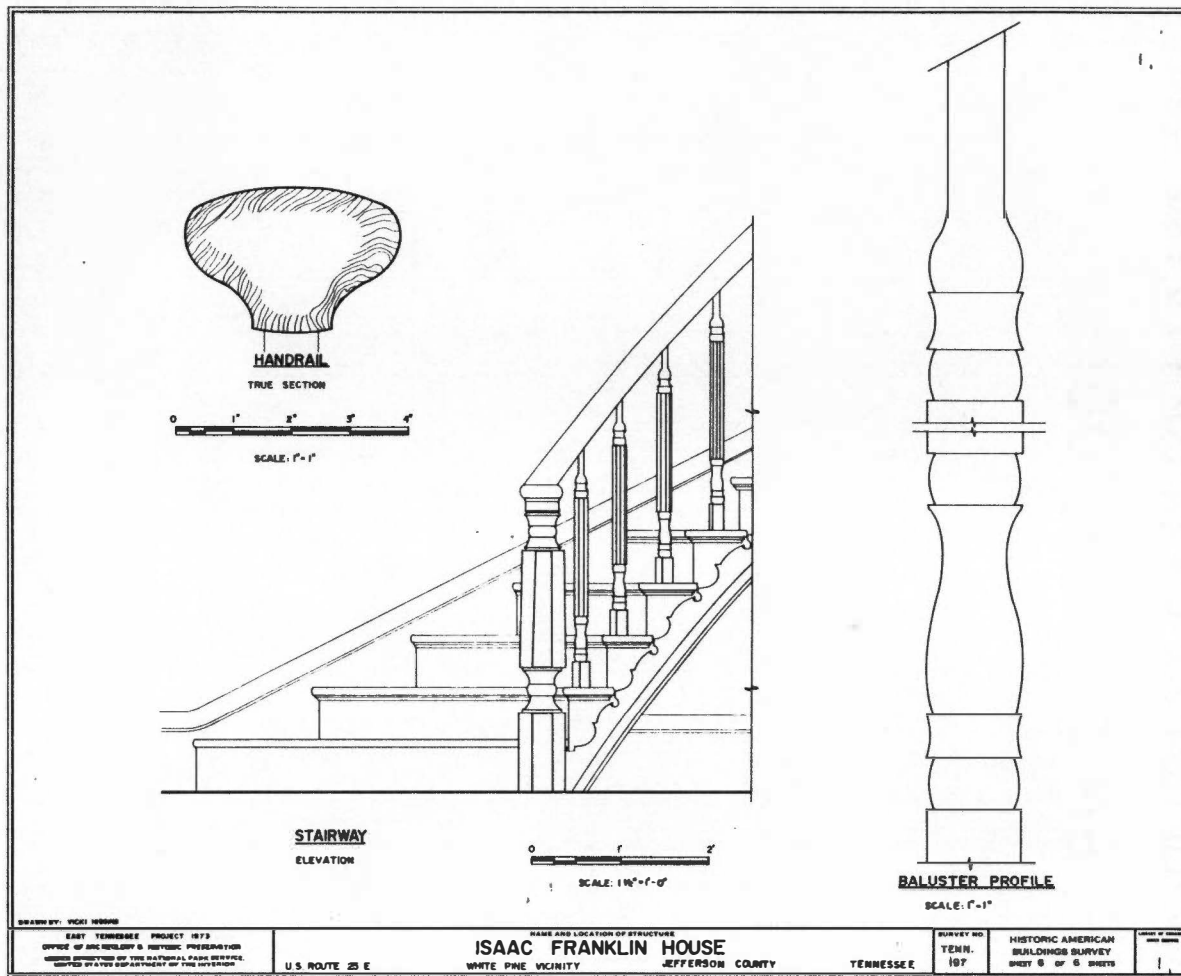 HANDRAIL
TRUE SECTION
0 1" 2" 3" 4"
SCALE: 1"=1"
STAIRWAY
ELEVATION
0 1' 2'
SCALE: 1 1/2"=1'-0"
BALUSTER PROFILE
SCALE: 1"=1"
DRAWN BY: VICKI
EAST TENNESSEE PROJECT 1973
OFFICE OF ARCHEOLOGY & HISTORIC PRESERVATION
UNDER DIRECTION OF THE NATIONAL PARK SERVICE,
UNITED STATES DEPARTMENT OF THE INTERIOR
NAME AND LOCATION OF STRUCTURE
ISAAC FRANKLIN HOUSE
U.S. ROUTE 25 E WHITE PINE VICINITY JEFFERSON COUNTY TENNESSEE
SURVEY NO.
TENN.
197
HISTORIC AMERICAN
BUILDINGS SURVEY
SHEET 6 OF 6 SHEETS